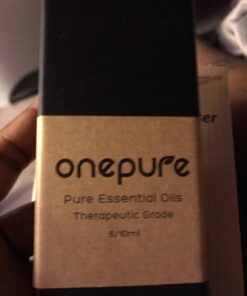 onepure
Pure Essential Oils
Therapeutic Grade
6/10ml